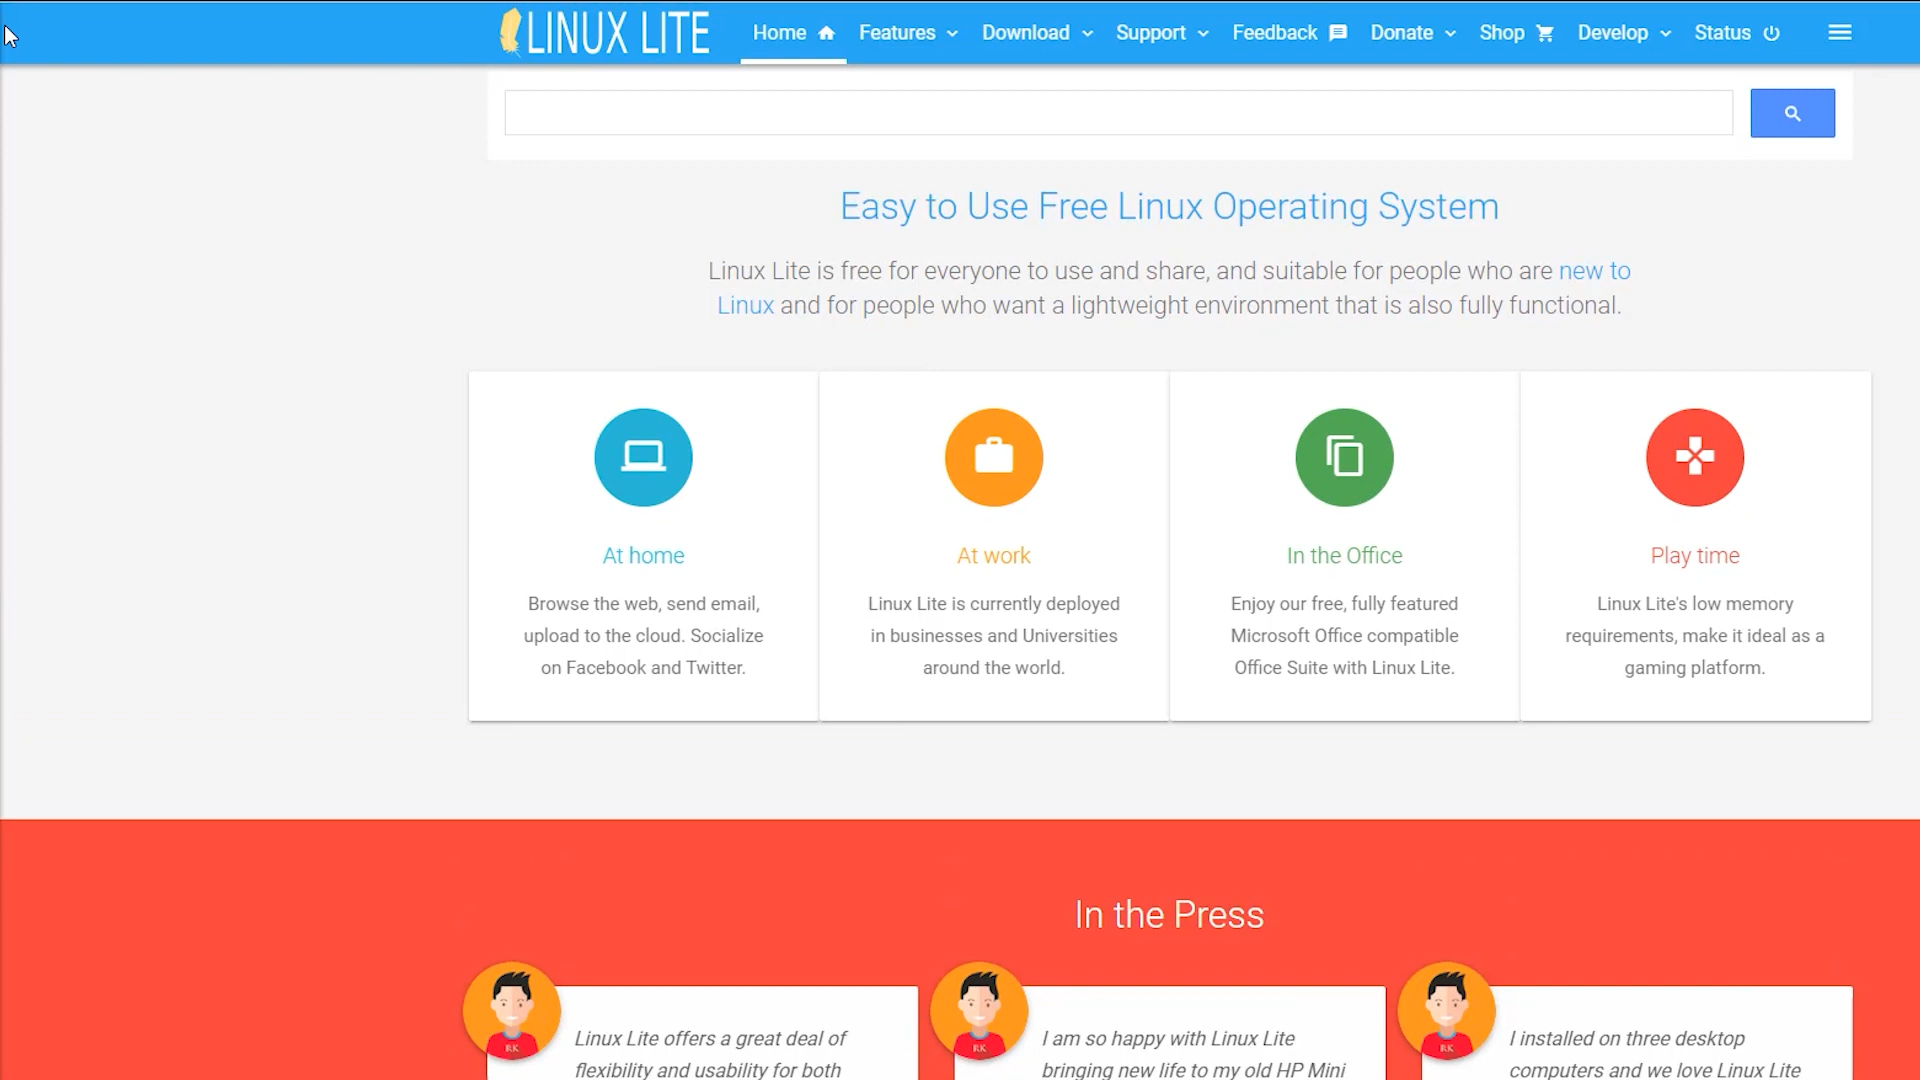 LINUX LITE Home Features Download Support Feedback Donate Shop Develop Status
Easy to Use Free Linux Operating System
Linux Lite is free for everyone to use and share, and suitable for people who are new to
Linux and for people who want a lightweight environment that is also fully functional.
At home
Browse the web, send email,
upload to the cloud. Socialize
on Facebook and Twitter.
At work
Linux Lite is currently deployed
in businesses and Universities
around the world.
In the Office
Enjoy our free, fully featured
Microsoft Office compatible
Office Suite with Linux Lite.
Play time
Linux Lite's low memory
requirements, make it ideal as a
gaming platform.
In the Press
RK
Linux Lite offers a great deal of
flexibility and usability for both
RK
I am so happy with Linux Lite
bringing new life to my old HP Mini
RK
I installed on three desktop
computers and we love Linux Lite